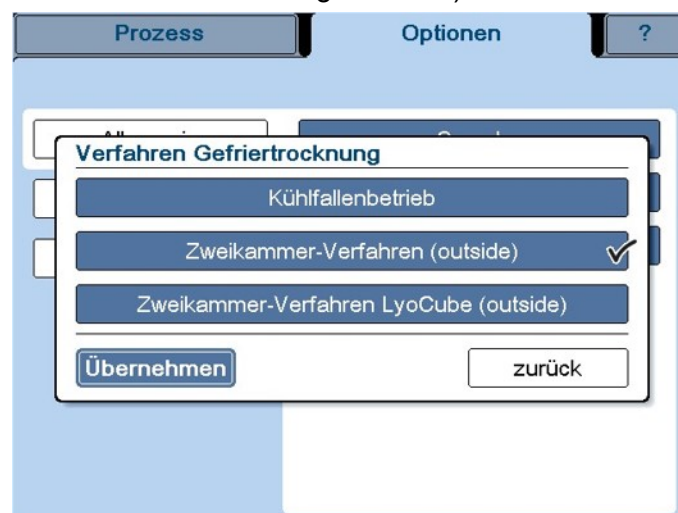 Prozess Optionen ?
Verfahren Gefriertrocknung
Kühlfallenbetrieb
Zweikammer-Verfahren (outside)
Zweikammer-Verfahren LyoCube (outside)
Übernehmen zurück